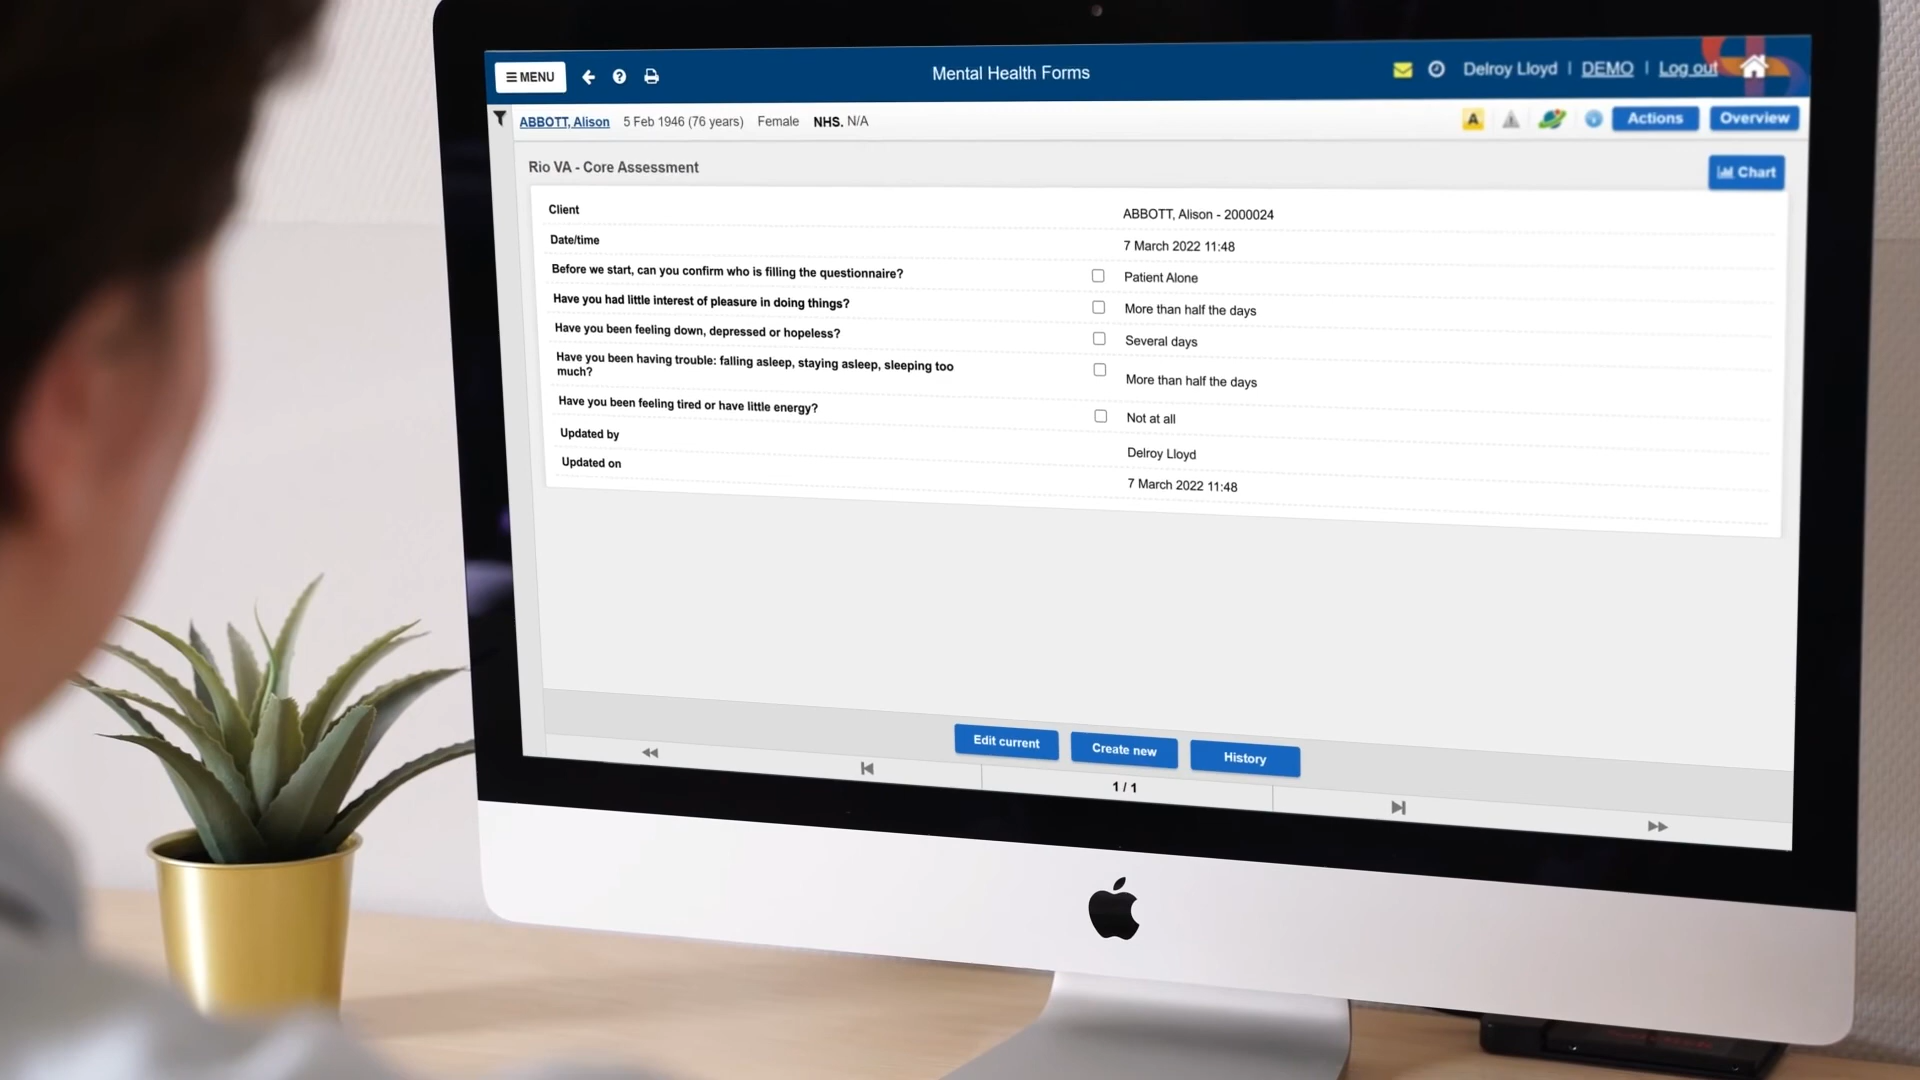 MENU
Mental Health Forms
Delroy Lloyd | DEMO | Log out
ABBOTT, Alison 5 Feb 1946 (76 years) Female NHS. N/A
A
Actions
Overview
Rio VA - Core Assessment
Chart
Client
ABBOTT, Alison - 2000024
Date/time
7 March 2022 11:48
Before we start, can you confirm who is filling the questionnaire?
Patient Alone
Have you had little interest of pleasure in doing things?
More than half the days
Have you been feeling down, depressed or hopeless?
Several days
Have you been having trouble: falling asleep, staying asleep, sleeping too
much?
More than half the days
Have you been feeling tired or have little energy?
Not at all
Updated by
Delroy Lloyd
Updated on
7 March 2022 11:48
Edit current
Create new
History
1 / 1